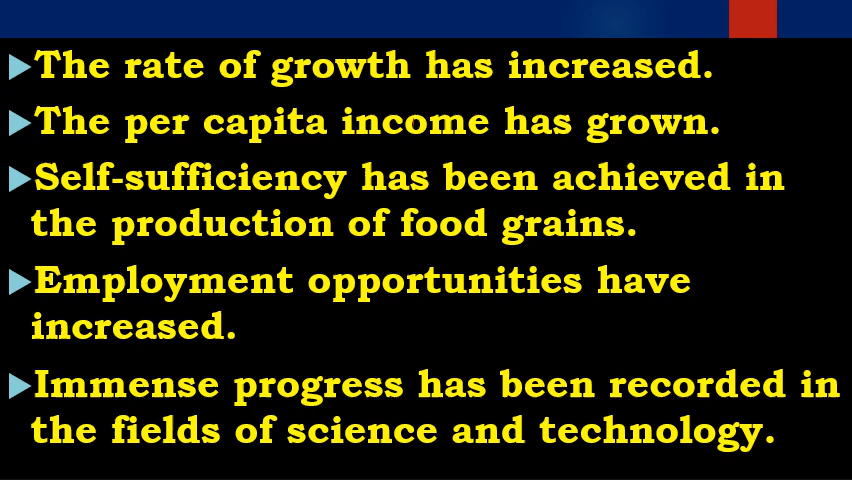 The rate of growth has increased.
The per capita income has grown.
Self-sufficiency has been achieved in
the production of food grains.
Employment opportunities have
increased.
Immense progress has been recorded in
the fields of science and technology.